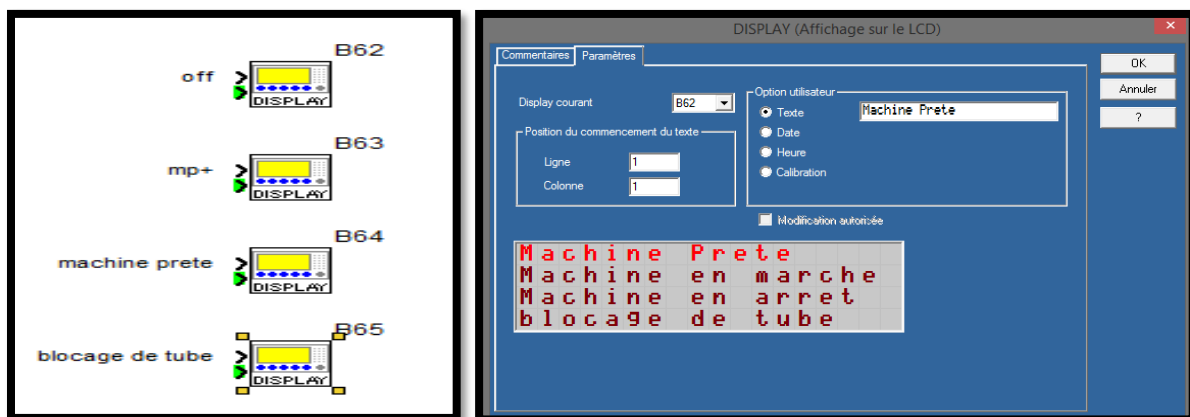 B62
off
DISPLAY
B63
mp+
DISPLAY
B64
machine prete
DISPLAY
B65
blocage de tube
DISPLAY
DISPLAY (Affichage sur le LCD)
Commentaires Paramètres
OK
Annuler
?
Display courant B62
Option utilisateur
Texte Machine Prete
Date
Heure
Calibration
Position du commencement du texte
Ligne 1
Colonne 1
Modification autorisée
Machine Prete
Machine en marche
Machine en arret
blocage de tube